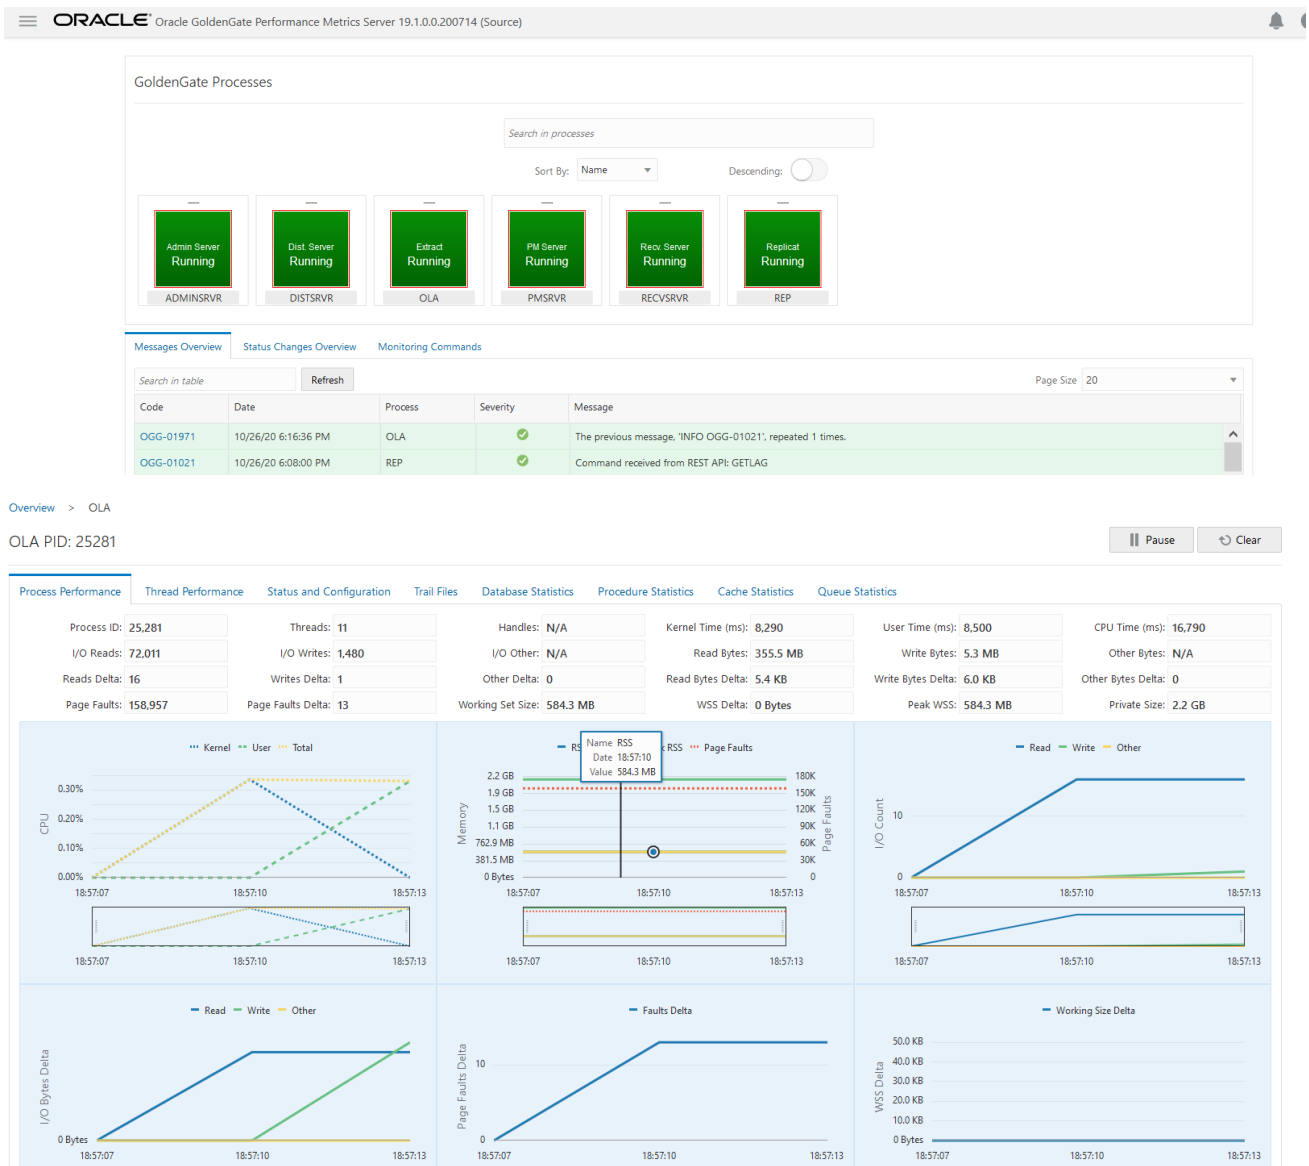 ORACLE Oracle GoldenGate Performance Metrics Server 19.1.0.0.200714 (Source)
GoldenGate Processes
Search in processes
Sort By: Name Descending:
Admin Server Running ADMINSRVR
Dist. Server Running DISTSRVR
Extract Running OLA
PM Server Running PMSRVR
Recv. Server Running RECVSRVR
Replicat Running REP
Messages Overview Status Changes Overview Monitoring Commands
Search in table Refresh Page Size 20
Code Date Process Severity Message
OGG-01971 10/26/20 6:16:36 PM OLA The previous message, 'INFO OGG-01021', repeated 1 times.
OGG-01021 10/26/20 6:08:00 PM REP Command received from REST API: GETLAG
Overview > OLA
OLA PID: 25281 Pause Clear
Process Performance Thread Performance Status and Configuration Trail Files Database Statistics Procedure Statistics Cache Statistics Queue Statistics
Process ID: 25,281 Threads: 11 Handles: N/A Kernel Time (ms): 8,290 User Time (ms): 8,500 CPU Time (ms): 16,790
I/O Reads: 72,011 I/O Writes: 1,480 I/O Other: N/A Read Bytes: 355.5 MB Write Bytes: 5.3 MB Other Bytes: N/A
Reads Delta: 16 Writes Delta: 1 Other Delta: 0 Read Bytes Delta: 5.4 KB Write Bytes Delta: 6.0 KB Other Bytes Delta: 0
Page Faults: 158,957 Page Faults Delta: 13 Working Set Size: 584.3 MB WSS Delta: 0 Bytes Peak WSS: 584.3 MB Private Size: 2.2 GB
Kernel User Total
CPU
0.30%
0.20%
0.10%
0.00%
18:57:07 18:57:10 18:57:13
18:57:07 18:57:10 18:57:13
RSS Page Faults
Name RSS
Date 18:57:10
Value 584.3 MB
Memory
2.2 GB
1.9 GB
1.5 GB
1.1 GB
762.9 MB
381.5 MB
0 Bytes
180K
150K
120K
90K
60K
30K
0
Page Faults
18:57:07 18:57:10 18:57:13
18:57:07 18:57:10 18:57:13
Read Write Other
I/O Count
10
0
18:57:07 18:57:10 18:57:13
18:57:07 18:57:10 18:57:13
Read Write Other
I/O Bytes Delta
0 Bytes
18:57:07 18:57:10 18:57:13
Faults Delta
Page Faults Delta
10
0
18:57:07 18:57:10 18:57:13
Working Size Delta
WSS Delta
50.0 KB
40.0 KB
30.0 KB
20.0 KB
10.0 KB
0 Bytes
18:57:07 18:57:10 18:57:13